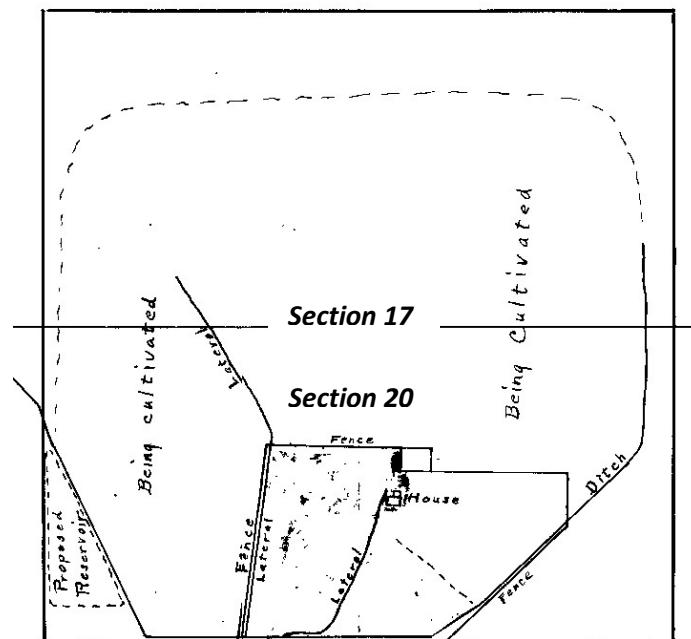 Being cultivated
Being Cultivated
Section 17
Lateral
Section 20
Fence
Ditch
House
Fence
Lateral
Lateral
Fence
Proposed
Reservoir